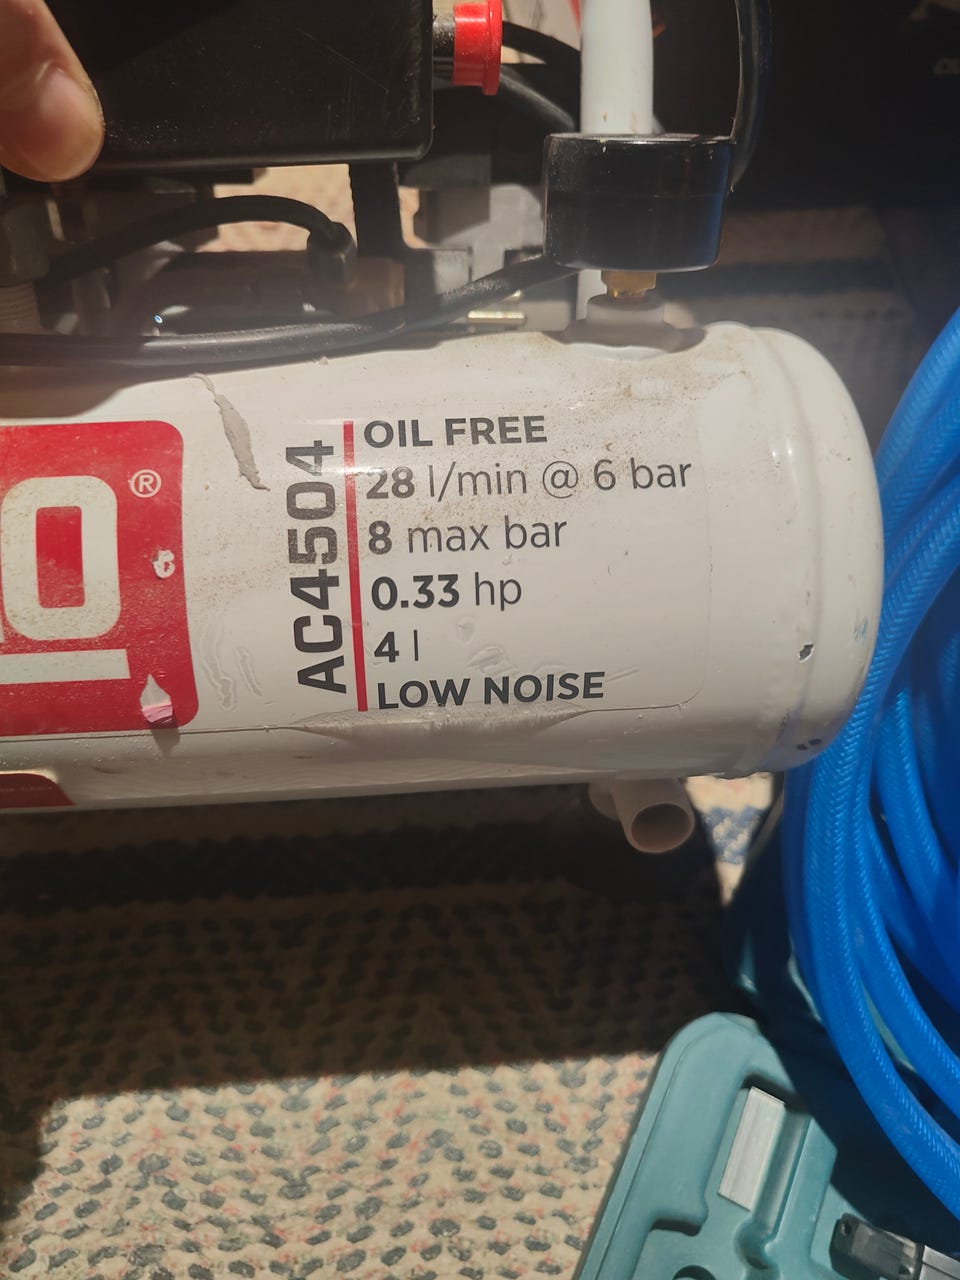 ®
AC4504
OIL FREE
28 l/min @ 6 bar
8 max bar
0.33 hp
4 l
LOW NOISE